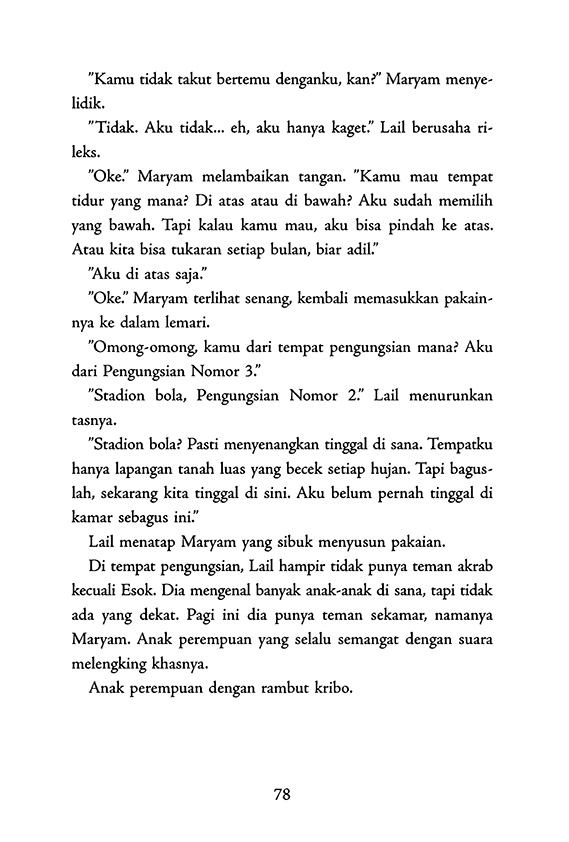 ”Kamu tidak takut bertemu denganku, kan?” Maryam menye-
lidik.
”Tidak. Aku tidak... eh, aku hanya kaget.” Lail berusaha ri-
leks.
”Oke.” Maryam melambaikan tangan. ”Kamu mau tempat
tidur yang mana? Di atas atau di bawah? Aku sudah memilih
yang bawah. Tapi kalau kamu mau, aku bisa pindah ke atas.
Atau kita bisa tukaran setiap bulan, biar adil.”
”Aku di atas saja.”
”Oke.” Maryam terlihat senang, kembali memasukkan pakain-
nya ke dalam lemari.
”Omong-omong, kamu dari tempat pengungsian mana? Aku
dari Pengungsian Nomor 3.”
”Stadion bola, Pengungsian Nomor 2.” Lail menurunkan
tasnya.
”Stadion bola? Pasti menyenangkan tinggal di sana. Tempatku
hanya lapangan tanah luas yang becek setiap hujan. Tapi bagus-
lah, sekarang kita tinggal di sini. Aku belum pernah tinggal di
kamar sebagus ini.”
Lail menatap Maryam yang sibuk menyusun pakaian.
Di tempat pengungsian, Lail hampir tidak punya teman akrab
kecuali Esok. Dia mengenal banyak anak-anak di sana, tapi tidak
ada yang dekat. Pagi ini dia punya teman sekamar, namanya
Maryam. Anak perempuan yang selalu semangat dengan suara
melengking khasnya.
Anak perempuan dengan rambut kribo.
78